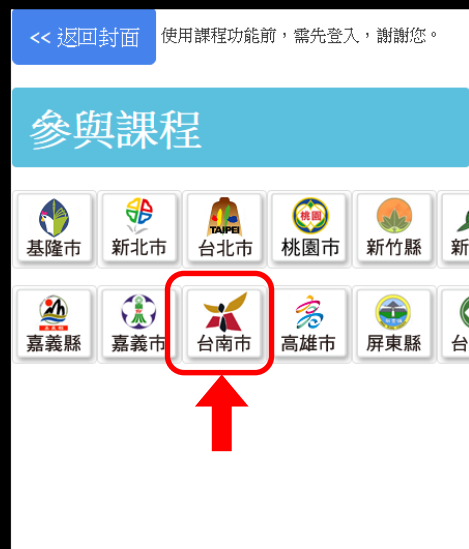 << 返回封面 使用課程功能前，需先登入，謝謝您。
參與課程
基隆市 新北市 TAIPEI 台北市 桃園 桃園市 新竹縣 新
嘉義縣 嘉義市 台南市 高雄市 屏東縣 台